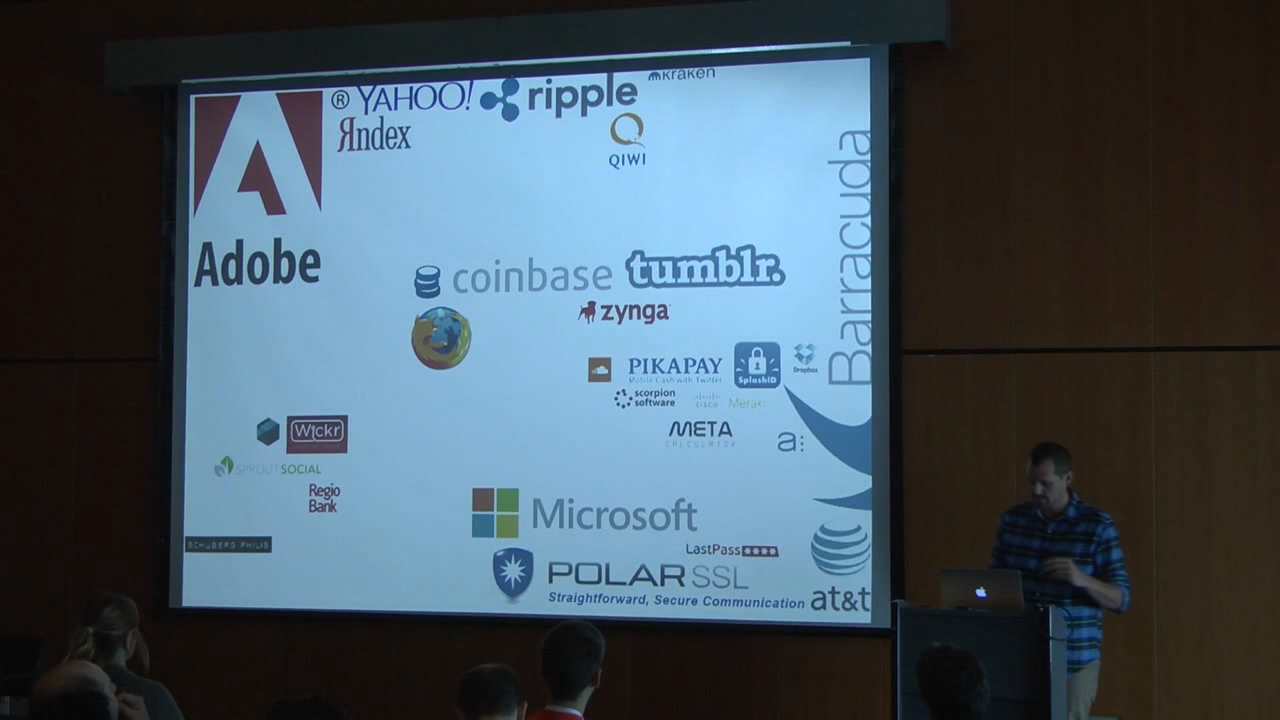 ® YAHOO!
ripple
kraken
Яndex
QIWI
Adobe
Barracuda
coinbase
tumblr.
zynga
PIKAPAY
Mobile Cash with Twitter
SplashID
Dropbox
scorpion
software
CISCO
Meraki
META
CALCULATOR
a:
Wickr
SPROUTSOCIAL
Regio
Bank
Microsoft
SCHUBERG PHILIS
LastPass****
POLARSSL
Straightforward, Secure Communication
at&t